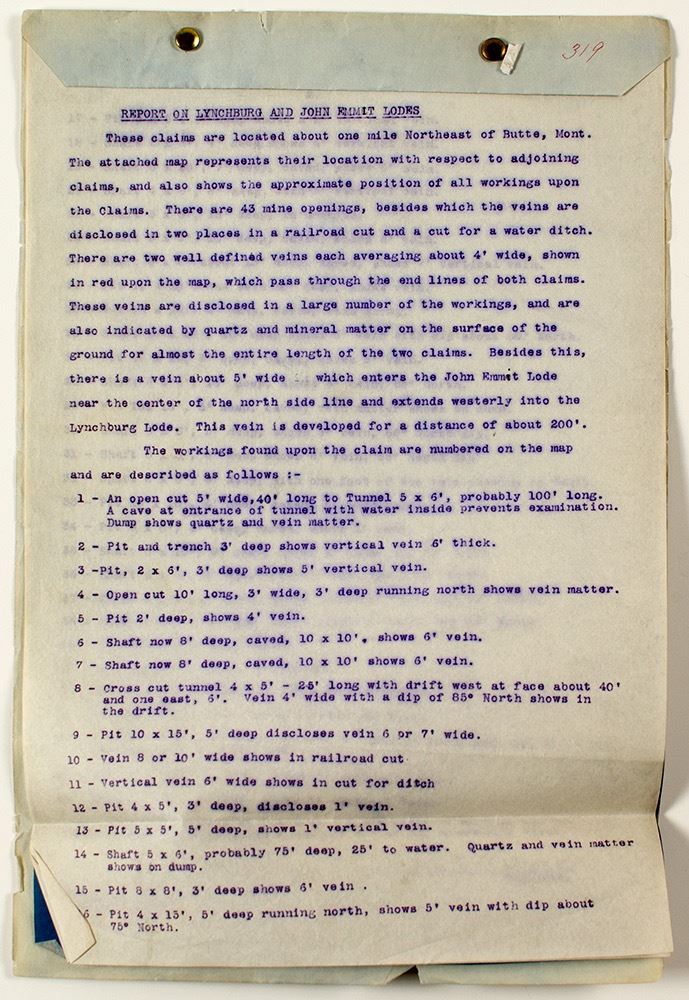 319
REPORT ON LYNCHBURG AND JOHN EMMIT LODES
These claims are located about one mile Northeast of Butte, Mont.
The attached map represents their location with respect to adjoining
claims, and also shows the approximate position of all workings upon
the Claims. There are 43 mine openings, besides which the veins are
disclosed in two places in a railroad cut and a cut for a water ditch.
There are two well defined veins each averaging about 4' wide, shown
in red upon the map, which pass through the end lines of both claims.
These veins are disclosed in a large number of the workings, and are
also indicated by quartz and mineral matter on the surface of the
ground for almost the entire length of the two claims. Besides this,
there is a vein about 5' wide which enters the John Emmit Lode
near the center of the north side line and extends westerly into the
Lynchburg Lode. This vein is developed for a distance of about 200'.
The workings found upon the claim are numbered on the map
and are described as follows :-
1 - An open cut 5' wide,40' long to Tunnel 5 x 6', probably 100' long.
A cave at entrance of tunnel with water inside prevents examination.
Dump shows quartz and vein matter.
2 - Pit and trench 3' deep shows vertical vein 6' thick.
3 -Pit, 2 x 6', 3' deep shows 5' vertical vein.
4 - Open cut 10' long, 3' wide, 3' deep running north shows vein matter.
5 - Pit 2' deep, shows 4' vein.
6 - Shaft now 8' deep, caved, 10 x 10', shows 6' vein.
7 - Shaft now 8' deep, caved, 10 x 10' shows 6' vein.
8 - Cross cut tunnel 4 x 5' - 25' long with drift west at face about 40'
and one east, 6'. Vein 4' wide with a dip of 85° North shows in
the drift.
9 - Pit 10 x 15', 5' deep discloses vein 6 or 7' wide.
10 - Vein 8 or 10' wide shows in railroad cut
11 - Vertical vein 6' wide shows in cut for ditch
12 - Pit 4 x 5', 3' deep, discloses 1' vein.
13 - Pit 5 x 5', 5' deep, shows 1' vertical vein.
14 - Shaft 5 x 6', probably 75' deep, 25' to water. Quartz and vein matter
shows on dump.
15 - Pit 8 x 8', 3' deep shows 6' vein .
6 - Pit 4 x 15', 5' deep running north, shows 5' vein with dip about
75° North.